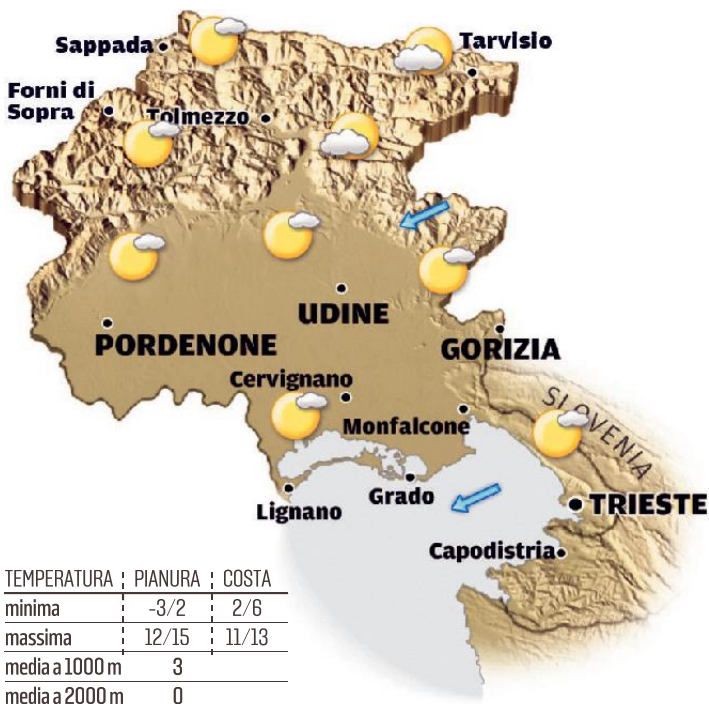 Sappada
Tarvisio
Forni di
Sopra
Tolmezzo
UDINE
PORDENONE
GORIZIA
Cervignano
SLOVENIA
Monfalcone
Grado
Lignano
TRIESTE
Capodistria
TEMPERATURA PIANURA COSTA
minima -3/2 2/6
massima 12/15 11/13
media a 1000 m 3
media a 2000 m 0